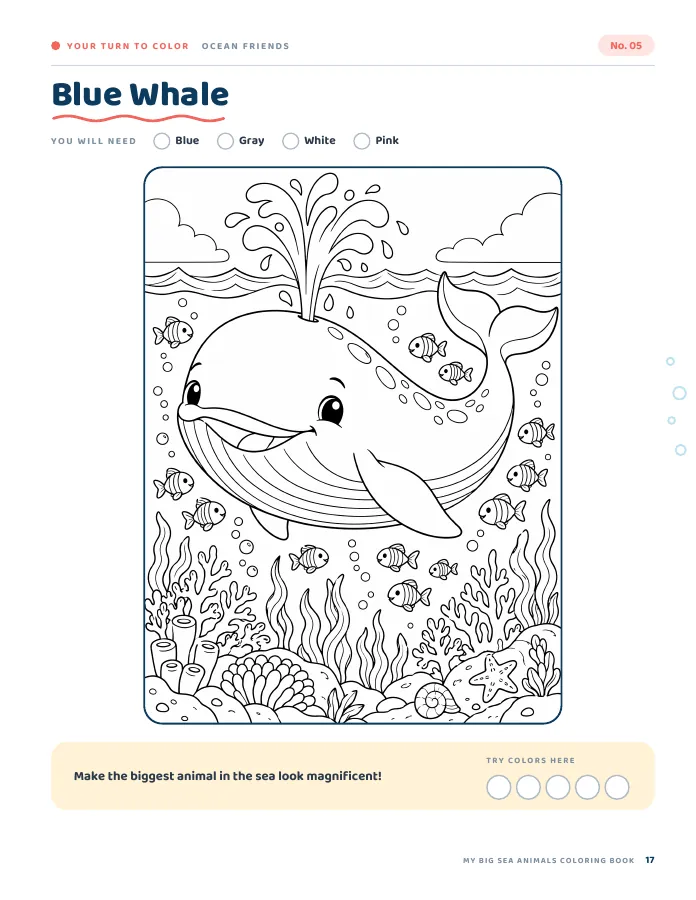 YOUR TURN TO COLOR OCEAN FRIENDS No. 05
Blue Whale
YOU WILL NEED Blue Gray White Pink
TRY COLORS HERE
Make the biggest animal in the sea look magnificent!
MY BIG SEA ANIMALS COLORING BOOK 17